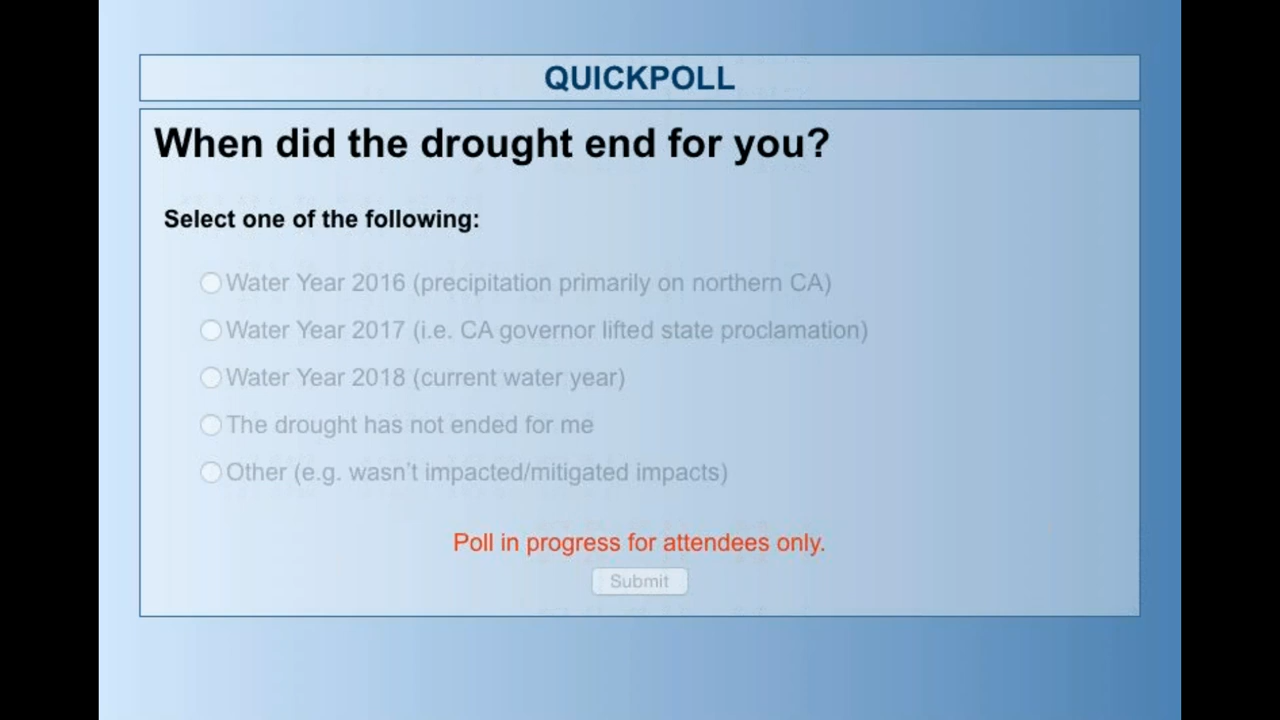 QUICKPOLL
When did the drought end for you?
Select one of the following:
Water Year 2016 (precipitation primarily on northern CA)
Water Year 2017 (i.e. CA governor lifted state proclamation)
Water Year 2018 (current water year)
The drought has not ended for me
Other (e.g. wasn't impacted/mitigated impacts)
Poll in progress for attendees only.
Submit